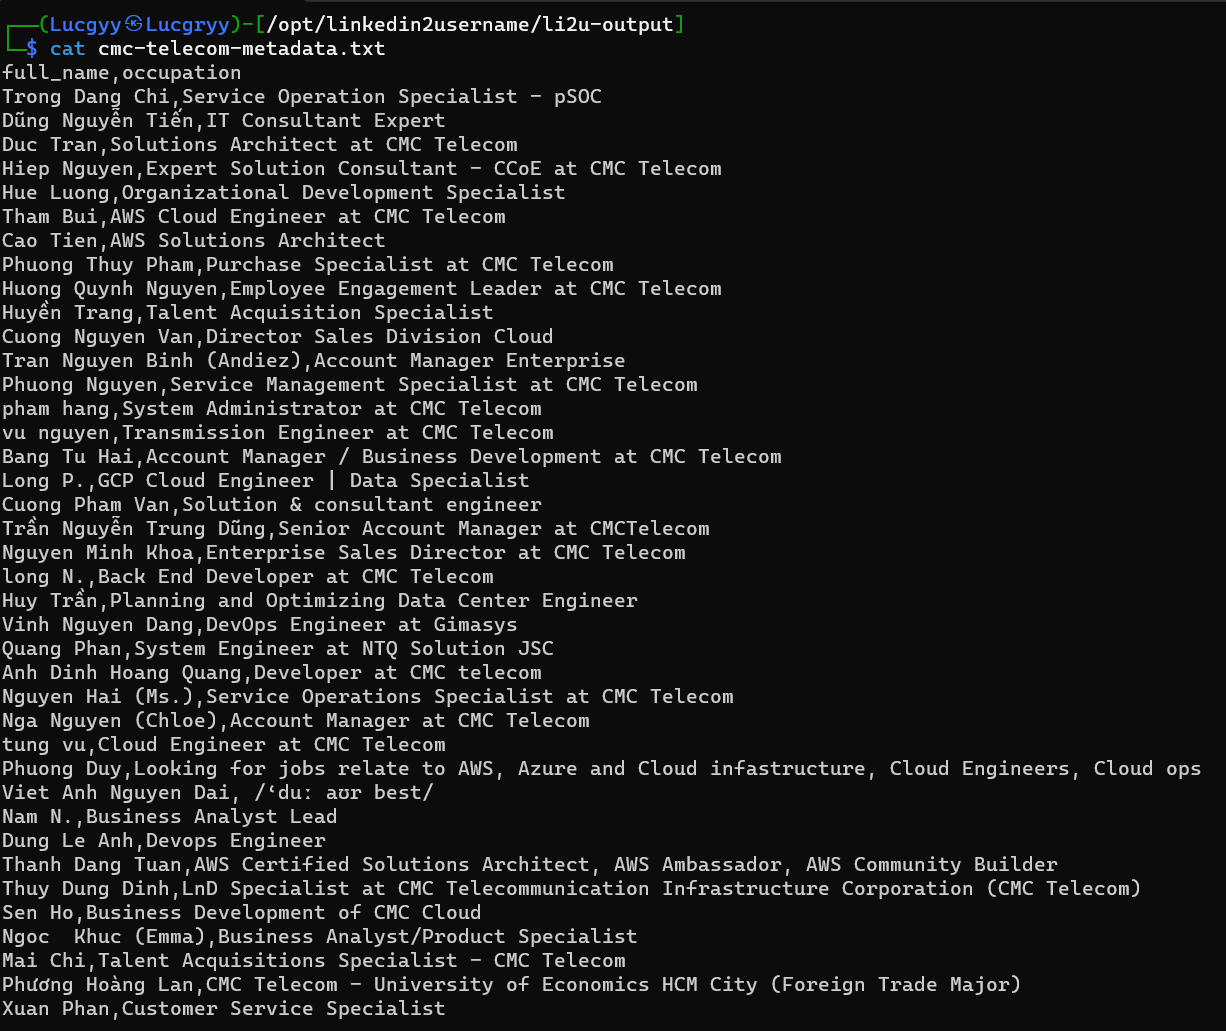 ┌──(Lucgyy㉿Lucgryy)-[/opt/linkedin2username/li2u-output]
└─$ cat cmc-telecom-metadata.txt
full_name,occupation
Trong Dang Chi,Service Operation Specialist - pSOC
Dũng Nguyễn Tiến,IT Consultant Expert
Duc Tran,Solutions Architect at CMC Telecom
Hiep Nguyen,Expert Solution Consultant - CCoE at CMC Telecom
Hue Luong,Organizational Development Specialist
Tham Bui,AWS Cloud Engineer at CMC Telecom
Cao Tien,AWS Solutions Architect
Phuong Thuy Pham,Purchase Specialist at CMC Telecom
Huong Quynh Nguyen,Employee Engagement Leader at CMC Telecom
Huyền Trang,Talent Acquisition Specialist
Cuong Nguyen Van,Director Sales Division Cloud
Tran Nguyen Binh (Andiez),Account Manager Enterprise
Phuong Nguyen,Service Management Specialist at CMC Telecom
pham hang,System Administrator at CMC Telecom
vu nguyen,Transmission Engineer at CMC Telecom
Bang Tu Hai,Account Manager / Business Development at CMC Telecom
Long P.,GCP Cloud Engineer | Data Specialist
Cuong Pham Van,Solution & consultant engineer
Trần Nguyễn Trung Dũng,Senior Account Manager at CMCTelecom
Nguyen Minh Khoa,Enterprise Sales Director at CMC Telecom
long N.,Back End Developer at CMC Telecom
Huy Trần,Planning and Optimizing Data Center Engineer
Vinh Nguyen Dang,DevOps Engineer at Gimasys
Quang Phan,System Engineer at NTQ Solution JSC
Anh Dinh Hoang Quang,Developer at CMC telecom
Nguyen Hai (Ms.),Service Operations Specialist at CMC Telecom
Nga Nguyen (Chloe),Account Manager at CMC Telecom
tung vu,Cloud Engineer at CMC Telecom
Phuong Duy,Looking for jobs relate to AWS, Azure and Cloud infastructure, Cloud Engineers, Cloud ops
Viet Anh Nguyen Dai, /ʻduː aʊr best/
Nam N.,Business Analyst Lead
Dung Le Anh,Devops Engineer
Thanh Dang Tuan,AWS Certified Solutions Architect, AWS Ambassador, AWS Community Builder
Thuy Dung Dinh,LnD Specialist at CMC Telecommunication Infrastructure Corporation (CMC Telecom)
Sen Ho,Business Development of CMC Cloud
Ngoc  Khuc (Emma),Business Analyst/Product Specialist
Mai Chi,Talent Acquisitions Specialist - CMC Telecom
Phương Hoàng Lan,CMC Telecom - University of Economics HCM City (Foreign Trade Major)
Xuan Phan,Customer Service Specialist